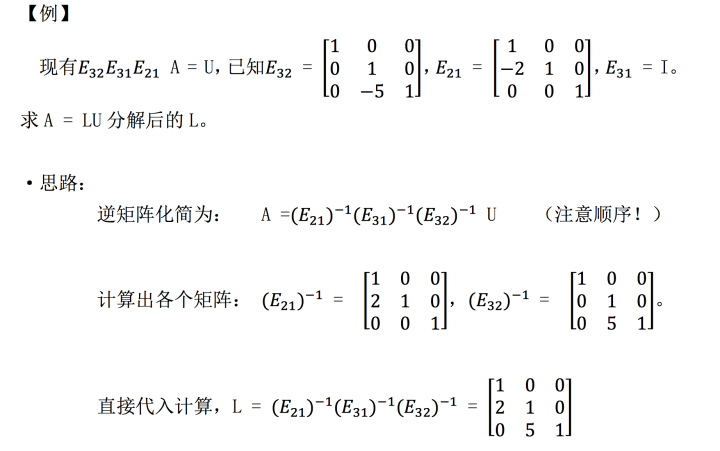 【例】
现有$E_{32}E_{31}E_{21}$ A = U，已知$E_{32}$ = $\begin{bmatrix}1 & 0 & 0\\0 & 1 & 0\\0 & -5 & 1\end{bmatrix}$，$E_{21}$ = $\begin{bmatrix}1 & 0 & 0\\-2 & 1 & 0\\0 & 0 & 1\end{bmatrix}$，$E_{31}$ = I。
求 A = LU 分解后的 L。
·思路：
逆矩阵化简为： A =$(E_{21})^{-1}(E_{31})^{-1}(E_{32})^{-1}$ U （注意顺序！）
计算出各个矩阵： $(E_{21})^{-1}$ = $\begin{bmatrix}1 & 0 & 0\\2 & 1 & 0\\0 & 0 & 1\end{bmatrix}$，$(E_{32})^{-1}$ = $\begin{bmatrix}1 & 0 & 0\\0 & 1 & 0\\0 & 5 & 1\end{bmatrix}$。
直接代入计算，L = $(E_{21})^{-1}(E_{31})^{-1}(E_{32})^{-1}$ = $\begin{bmatrix}1 & 0 & 0\\2 & 1 & 0\\0 & 5 & 1\end{bmatrix}$